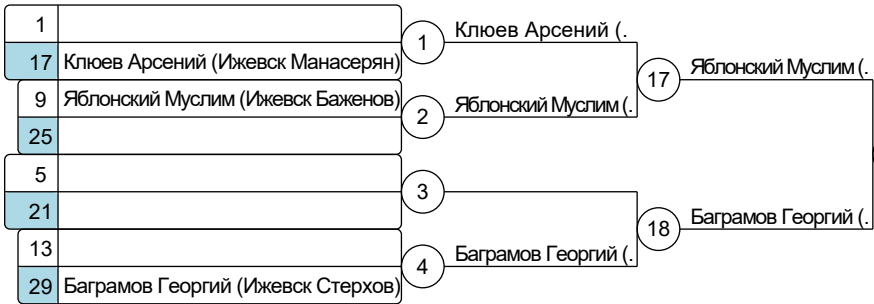 1
17 Клюев Арсений (Ижевск Манасерян)
1
Клюев Арсений (.
9 Яблонский Муслим (Ижевск Баженов)
25
2
Яблонский Муслим (.
17
Яблонский Муслим (.
5
21
3
13
29 Баграмов Георгий (Ижевск Стерхов)
4
Баграмов Георгий (.
18
Баграмов Георгий (.